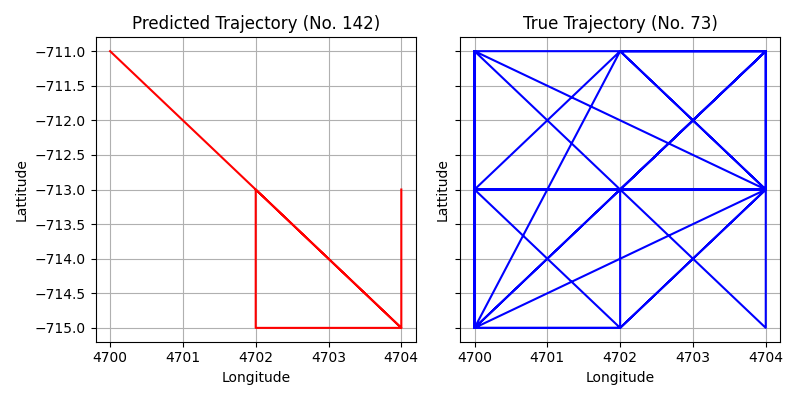 Predicted Trajectory (No. 142)
True Trajectory (No. 73)
Lattitude
−711.0
−711.5
−712.0
−712.5
−713.0
−713.5
−714.0
−714.5
−715.0
4700 4701 4702 4703 4704
Longitude
Lattitude
4700 4701 4702 4703 4704
Longitude